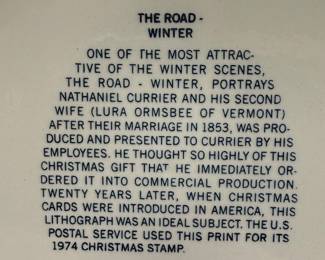 THE ROAD -
WINTER
ONE OF THE MOST ATTRAC-
TIVE OF THE WINTER SCENES,
THE ROAD - WINTER, PORTRAYS
NATHANIEL CURRIER AND HIS SECOND
WIFE (LURA ORMSBEE OF VERMONT)
AFTER THEIR MARRIAGE IN 1853, WAS PRO-
DUCED AND PRESENTED TO CURRIER BY HIS
EMPLOYEES. HE THOUGHT SO HIGHLY OF THIS
CHRISTMAS GIFT THAT HE IMMEDIATELY OR-
DERED IT INTO COMMERCIAL PRODUCTION.
TWENTY YEARS LATER, WHEN CHRISTMAS
CARDS WERE INTRODUCED IN AMERICA, THIS
LITHOGRAPH WAS AN IDEAL SUBJECT. THE U.S.
POSTAL SERVICE USED THIS PRINT FOR ITS
1974 CHRISTMAS STAMP.